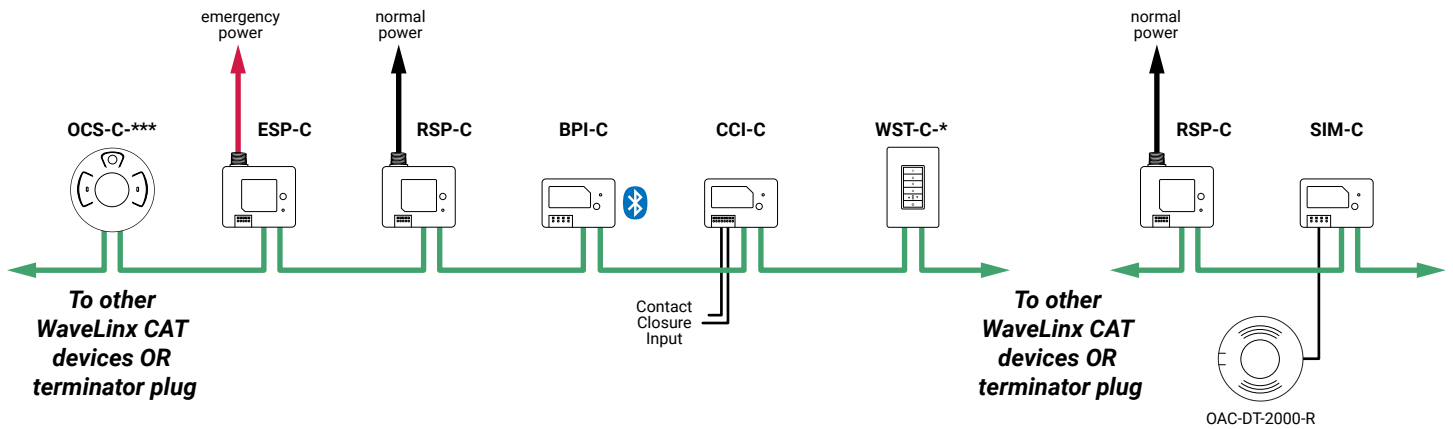 emergency
power
normal
power
normal
power
OCS-C-***
ESP-C
RSP-C
BPI-C
CCI-C
WST-C-*
RSP-C
SIM-C
To other
WaveLinx CAT
devices OR
terminator plug
Contact
Closure
Input
To other
WaveLinx CAT
devices OR
terminator plug
OAC-DT-2000-R